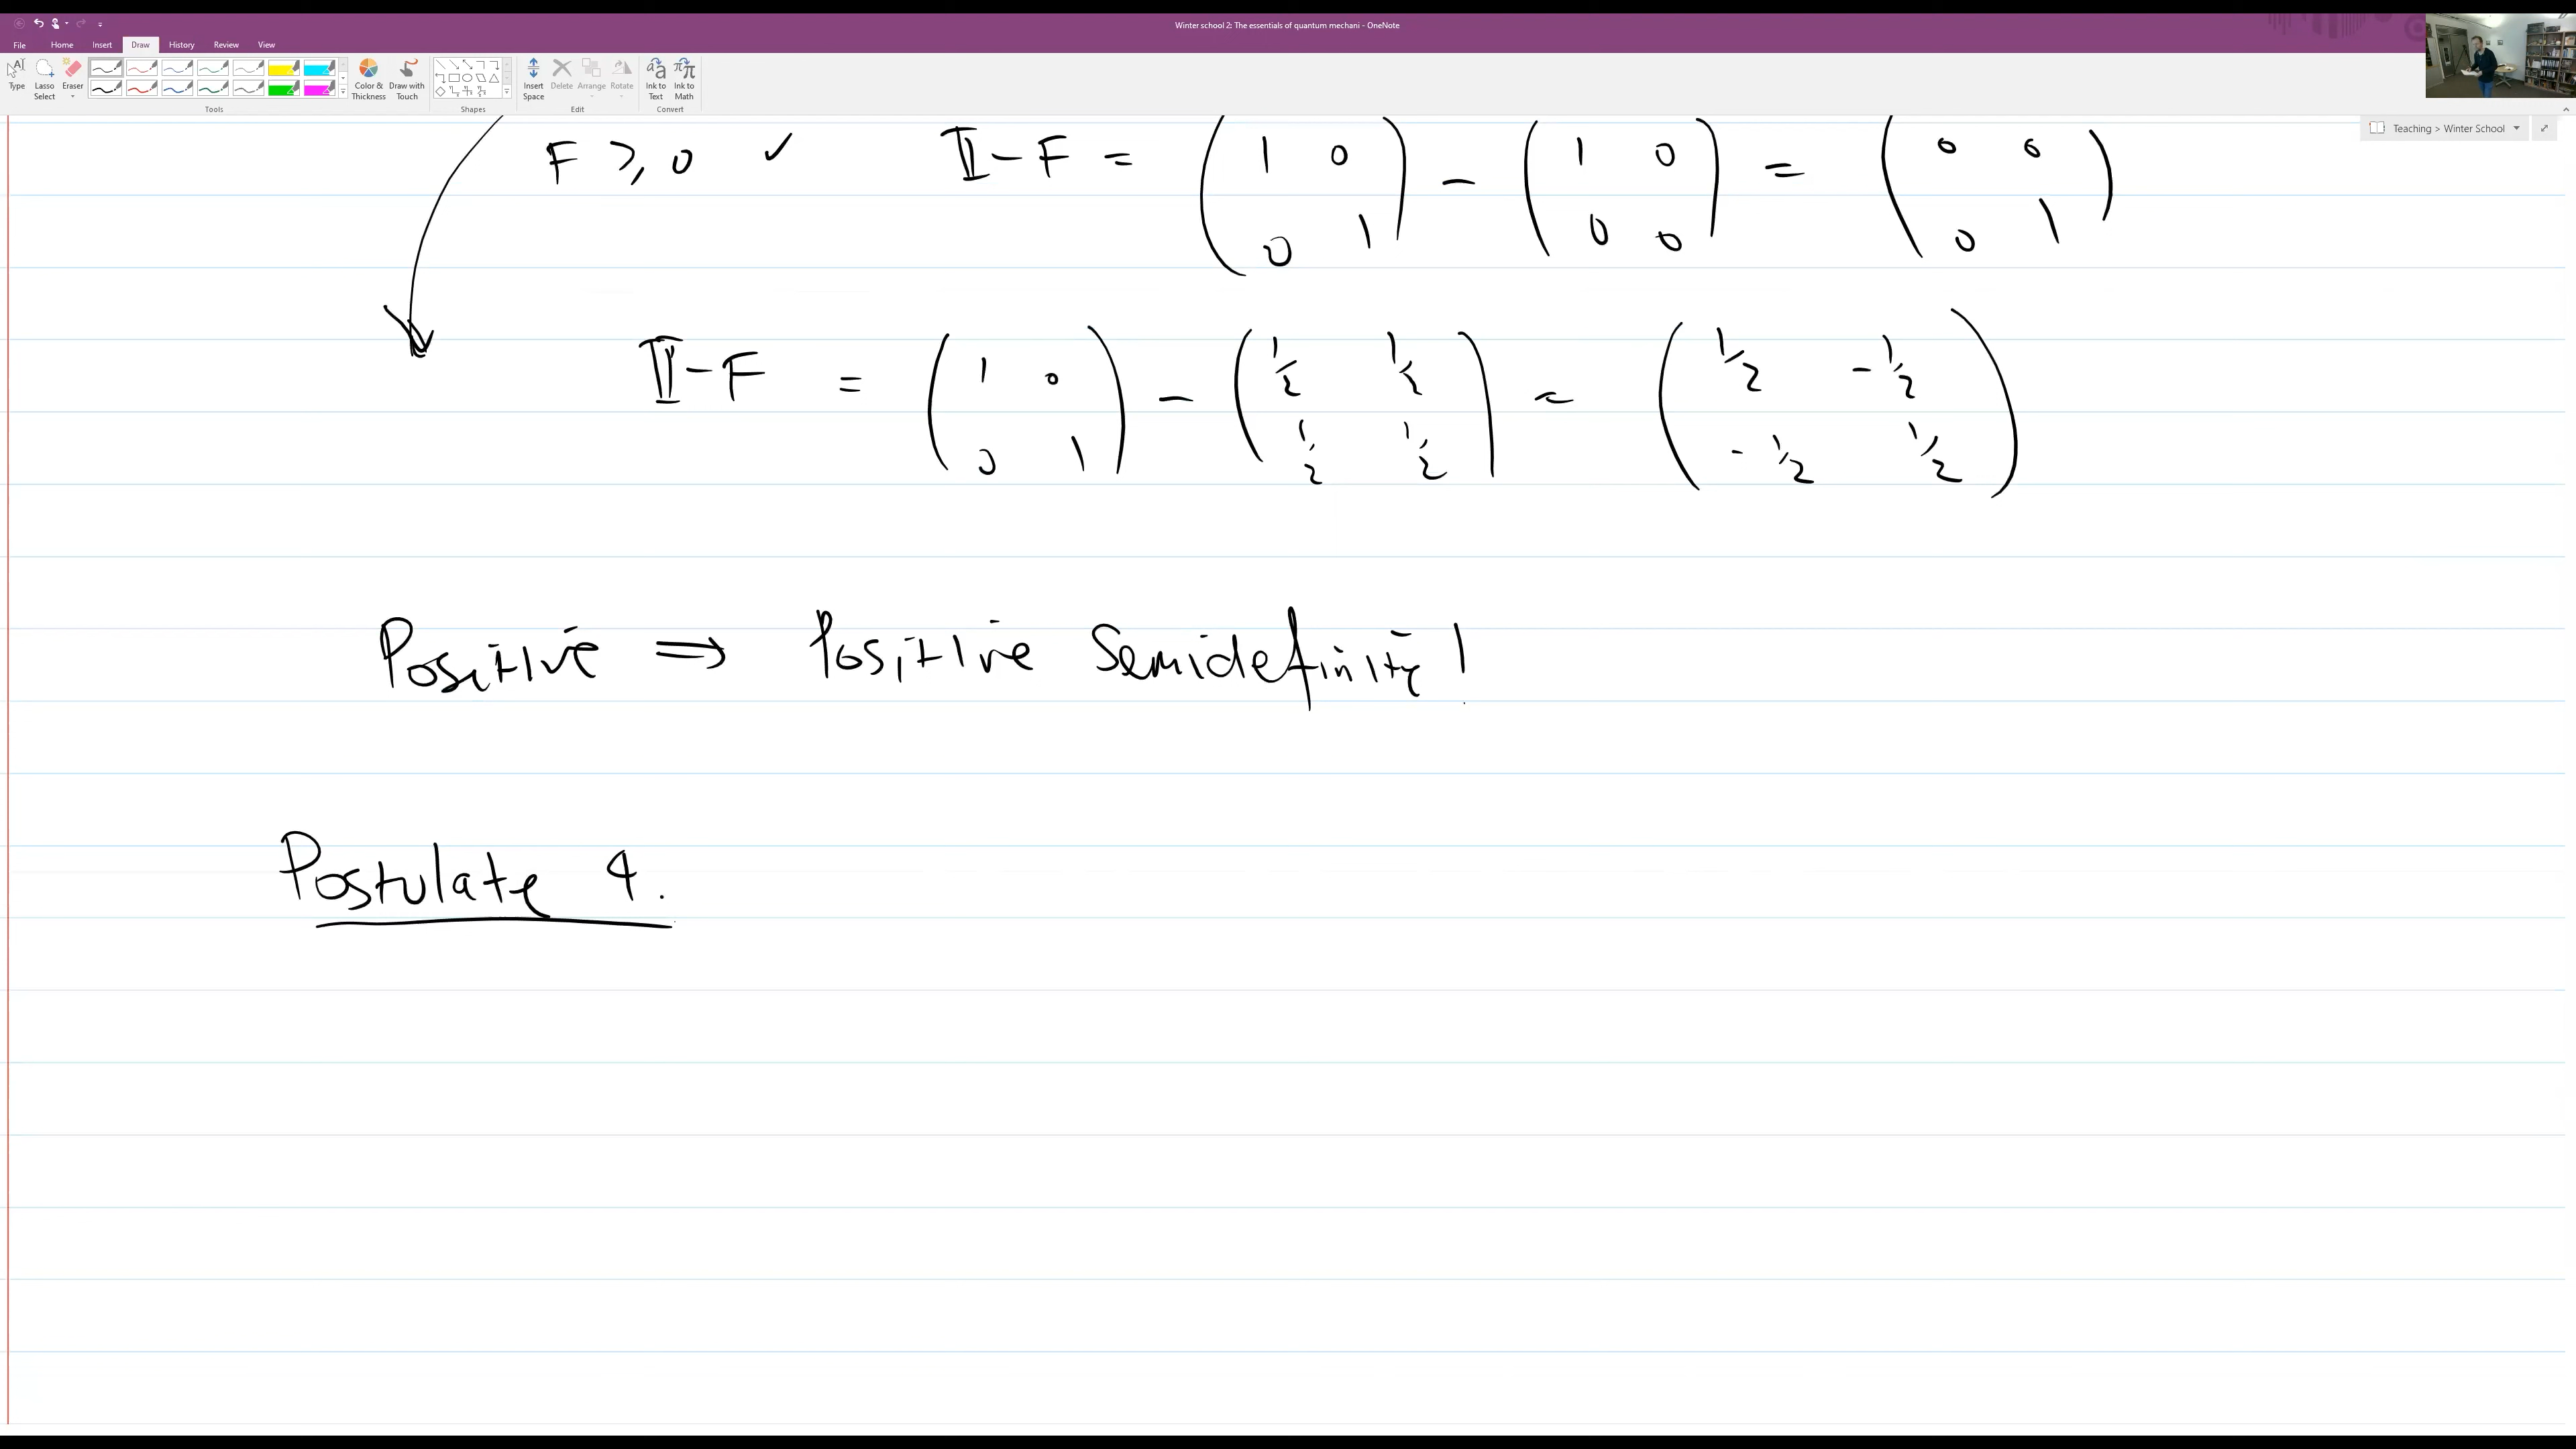 Winter school 2: The essentials of quantum mechani - OneNote
File Home Insert Draw History Review View
Type Lasso Select Eraser Color & Thickness Draw with Touch Insert Space Delete Arrange Rotate Ink to Text Ink to Math
Tools Shapes Edit Convert
Teaching > Winter School
F ⩾ 0 ✓ 𝕀 - F = ( 1 0 ; 0 1 ) - ( 1 0 ; 0 0 ) = ( 0 0 ; 0 1 )
𝕀 - F = ( 1 0 ; 0 1 ) - ( 1/2 1/2 ; 1/2 1/2 ) = ( 1/2 -1/2 ; -1/2 1/2 )
Positive ⇒ Positive Semidefinite!
Postulate 4.